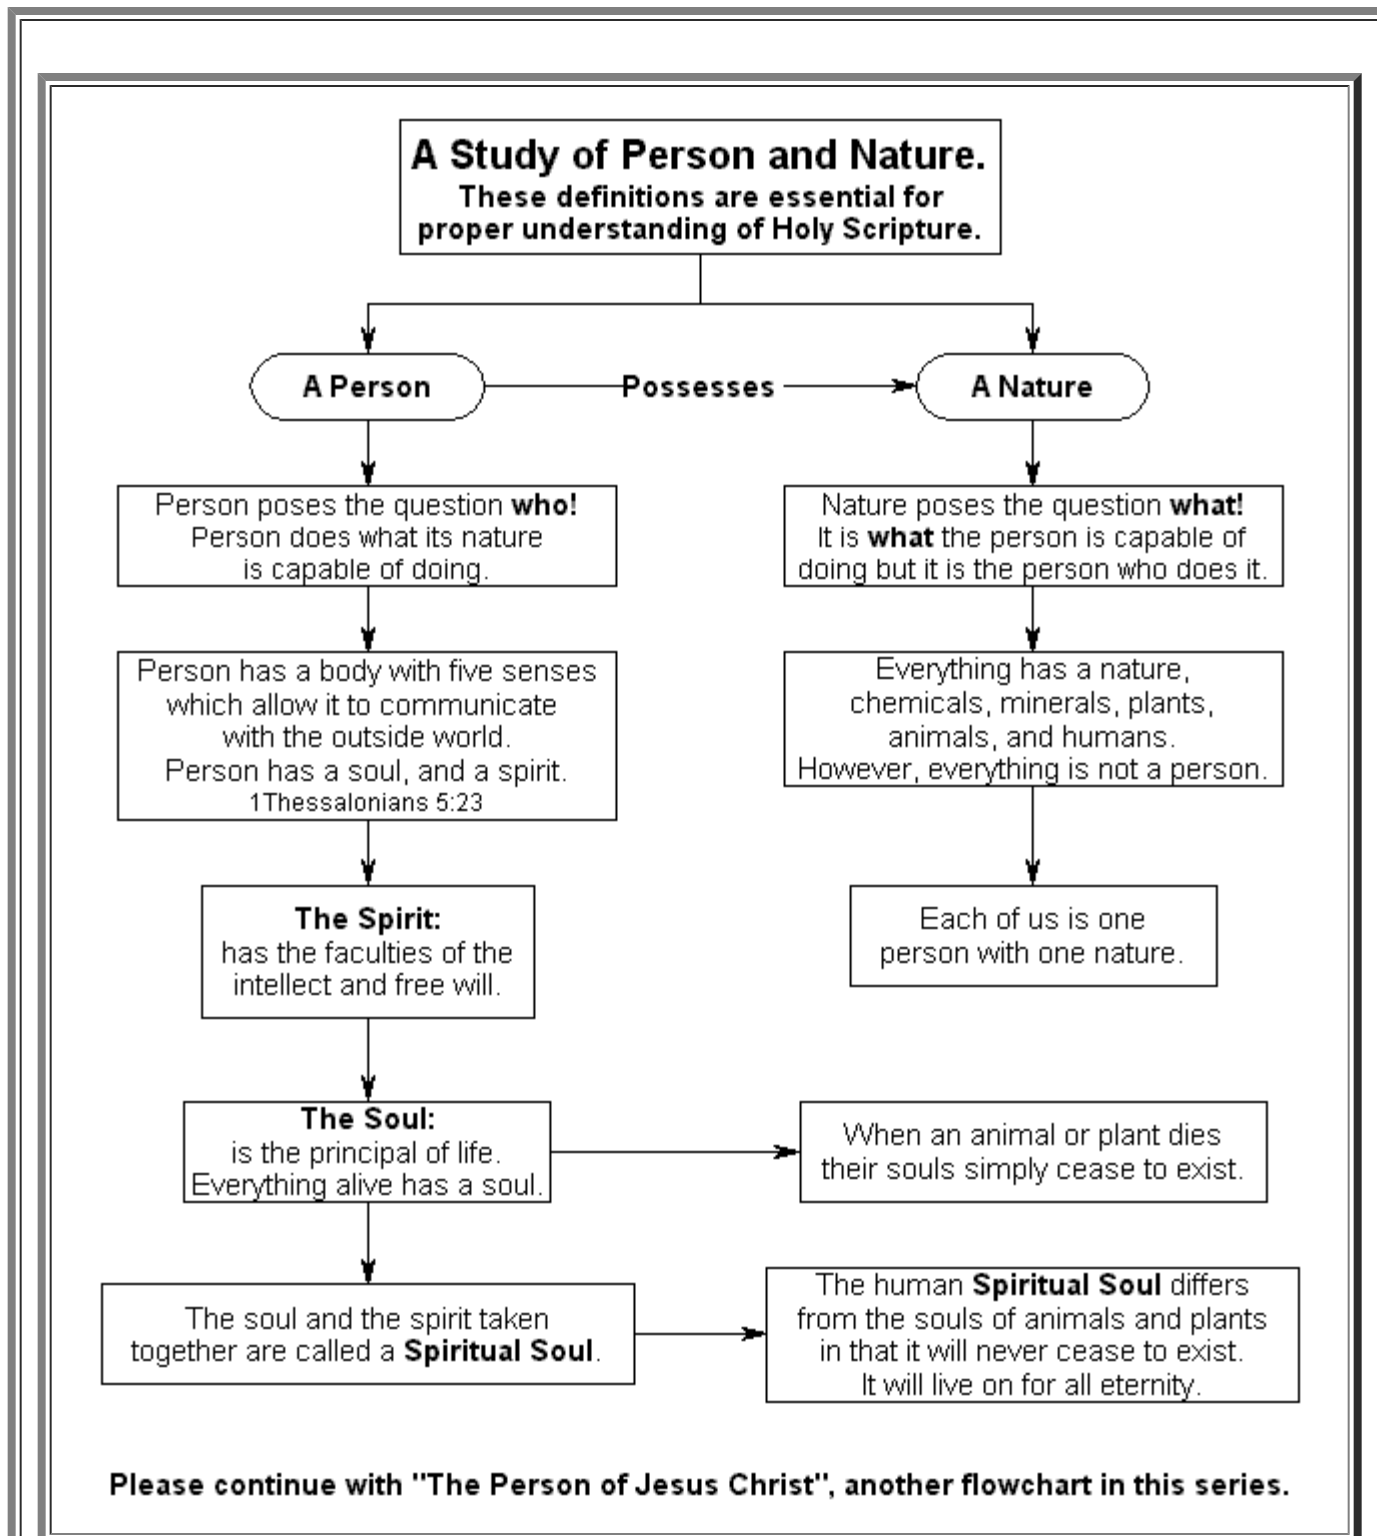 A Study of Person and Nature.
These definitions are essential for
proper understanding of Holy Scripture.
A Person
Possesses
A Nature
Person poses the question who!
Person does what its nature
is capable of doing.
Nature poses the question what!
It is what the person is capable of
doing but it is the person who does it.
Person has a body with five senses
which allow it to communicate
with the outside world.
Person has a soul, and a spirit.
1Thessalonians 5:23
Everything has a nature,
chemicals, minerals, plants,
animals, and humans.
However, everything is not a person.
The Spirit:
has the faculties of the
intellect and free will.
Each of us is one
person with one nature.
The Soul:
is the principal of life.
Everything alive has a soul.
When an animal or plant dies
their souls simply cease to exist.
The soul and the spirit taken
together are called a Spiritual Soul.
The human Spiritual Soul differs
from the souls of animals and plants
in that it will never cease to exist.
It will live on for all eternity.
Please continue with "The Person of Jesus Christ", another flowchart in this series.